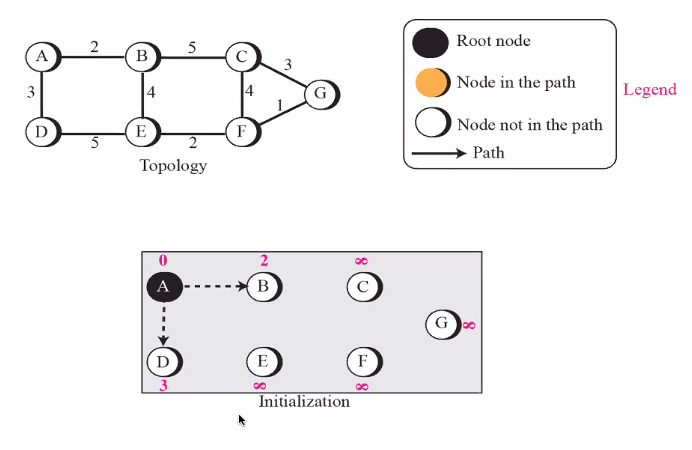 A 2 B 5 C
3 4 4 3 G
1
D 5 E 2 F
Topology
Root node
Node in the path
Node not in the path
Path
Legend
0 2 ∞
A B C
G ∞
D E F
3 ∞ ∞
Initialization